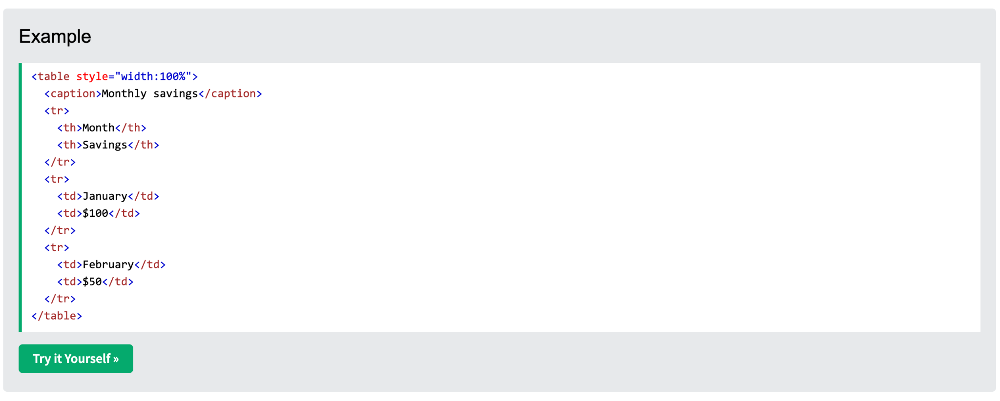 Example
<table style="width:100%">
  <caption>Monthly savings</caption>
  <tr>
    <th>Month</th>
    <th>Savings</th>
  </tr>
  <tr>
    <td>January</td>
    <td>$100</td>
  </tr>
  <tr>
    <td>February</td>
    <td>$50</td>
  </tr>
</table>
Try it Yourself »